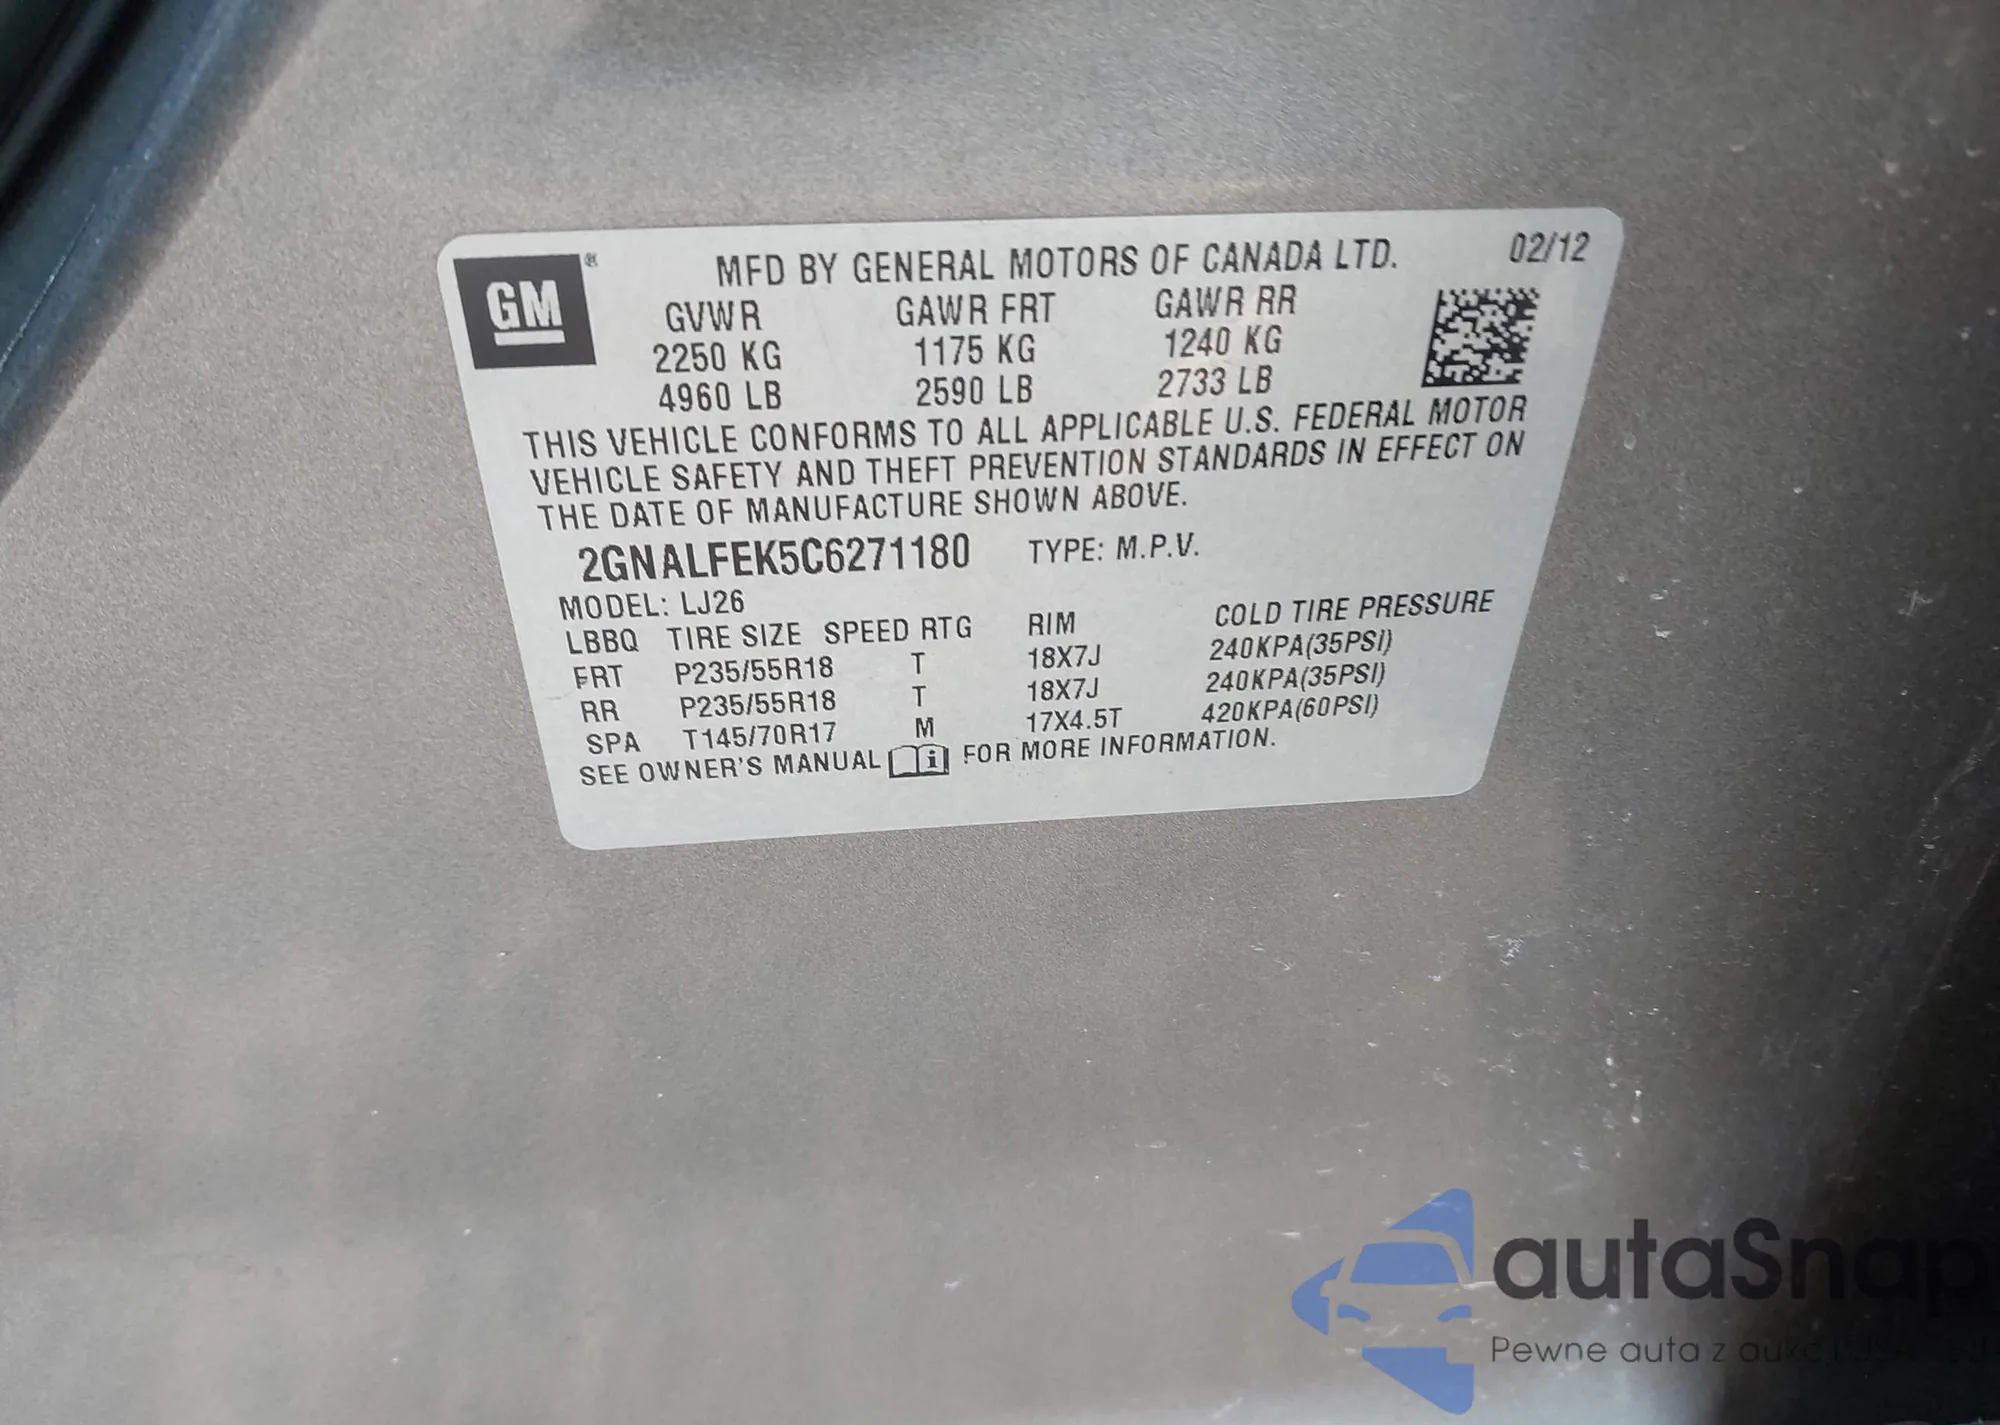 GM®
MFD BY GENERAL MOTORS OF CANADA LTD. 02/12
GVWR GAWR FRT GAWR RR
2250 KG 1175 KG 1240 KG
4960 LB 2590 LB 2733 LB
THIS VEHICLE CONFORMS TO ALL APPLICABLE U.S. FEDERAL MOTOR
VEHICLE SAFETY AND THEFT PREVENTION STANDARDS IN EFFECT ON
THE DATE OF MANUFACTURE SHOWN ABOVE.
2GNALFEK5C6271180 TYPE: M.P.V.
MODEL: LJ26
LBBQ TIRE SIZE SPEED RTG RIM COLD TIRE PRESSURE
FRT P235/55R18 T 18X7J 240KPA(35PSI)
RR P235/55R18 T 18X7J 240KPA(35PSI)
SPA T145/70R17 M 17X4.5T 420KPA(60PSI)
SEE OWNER'S MANUAL i FOR MORE INFORMATION.
autaSnap
Pewne auta z